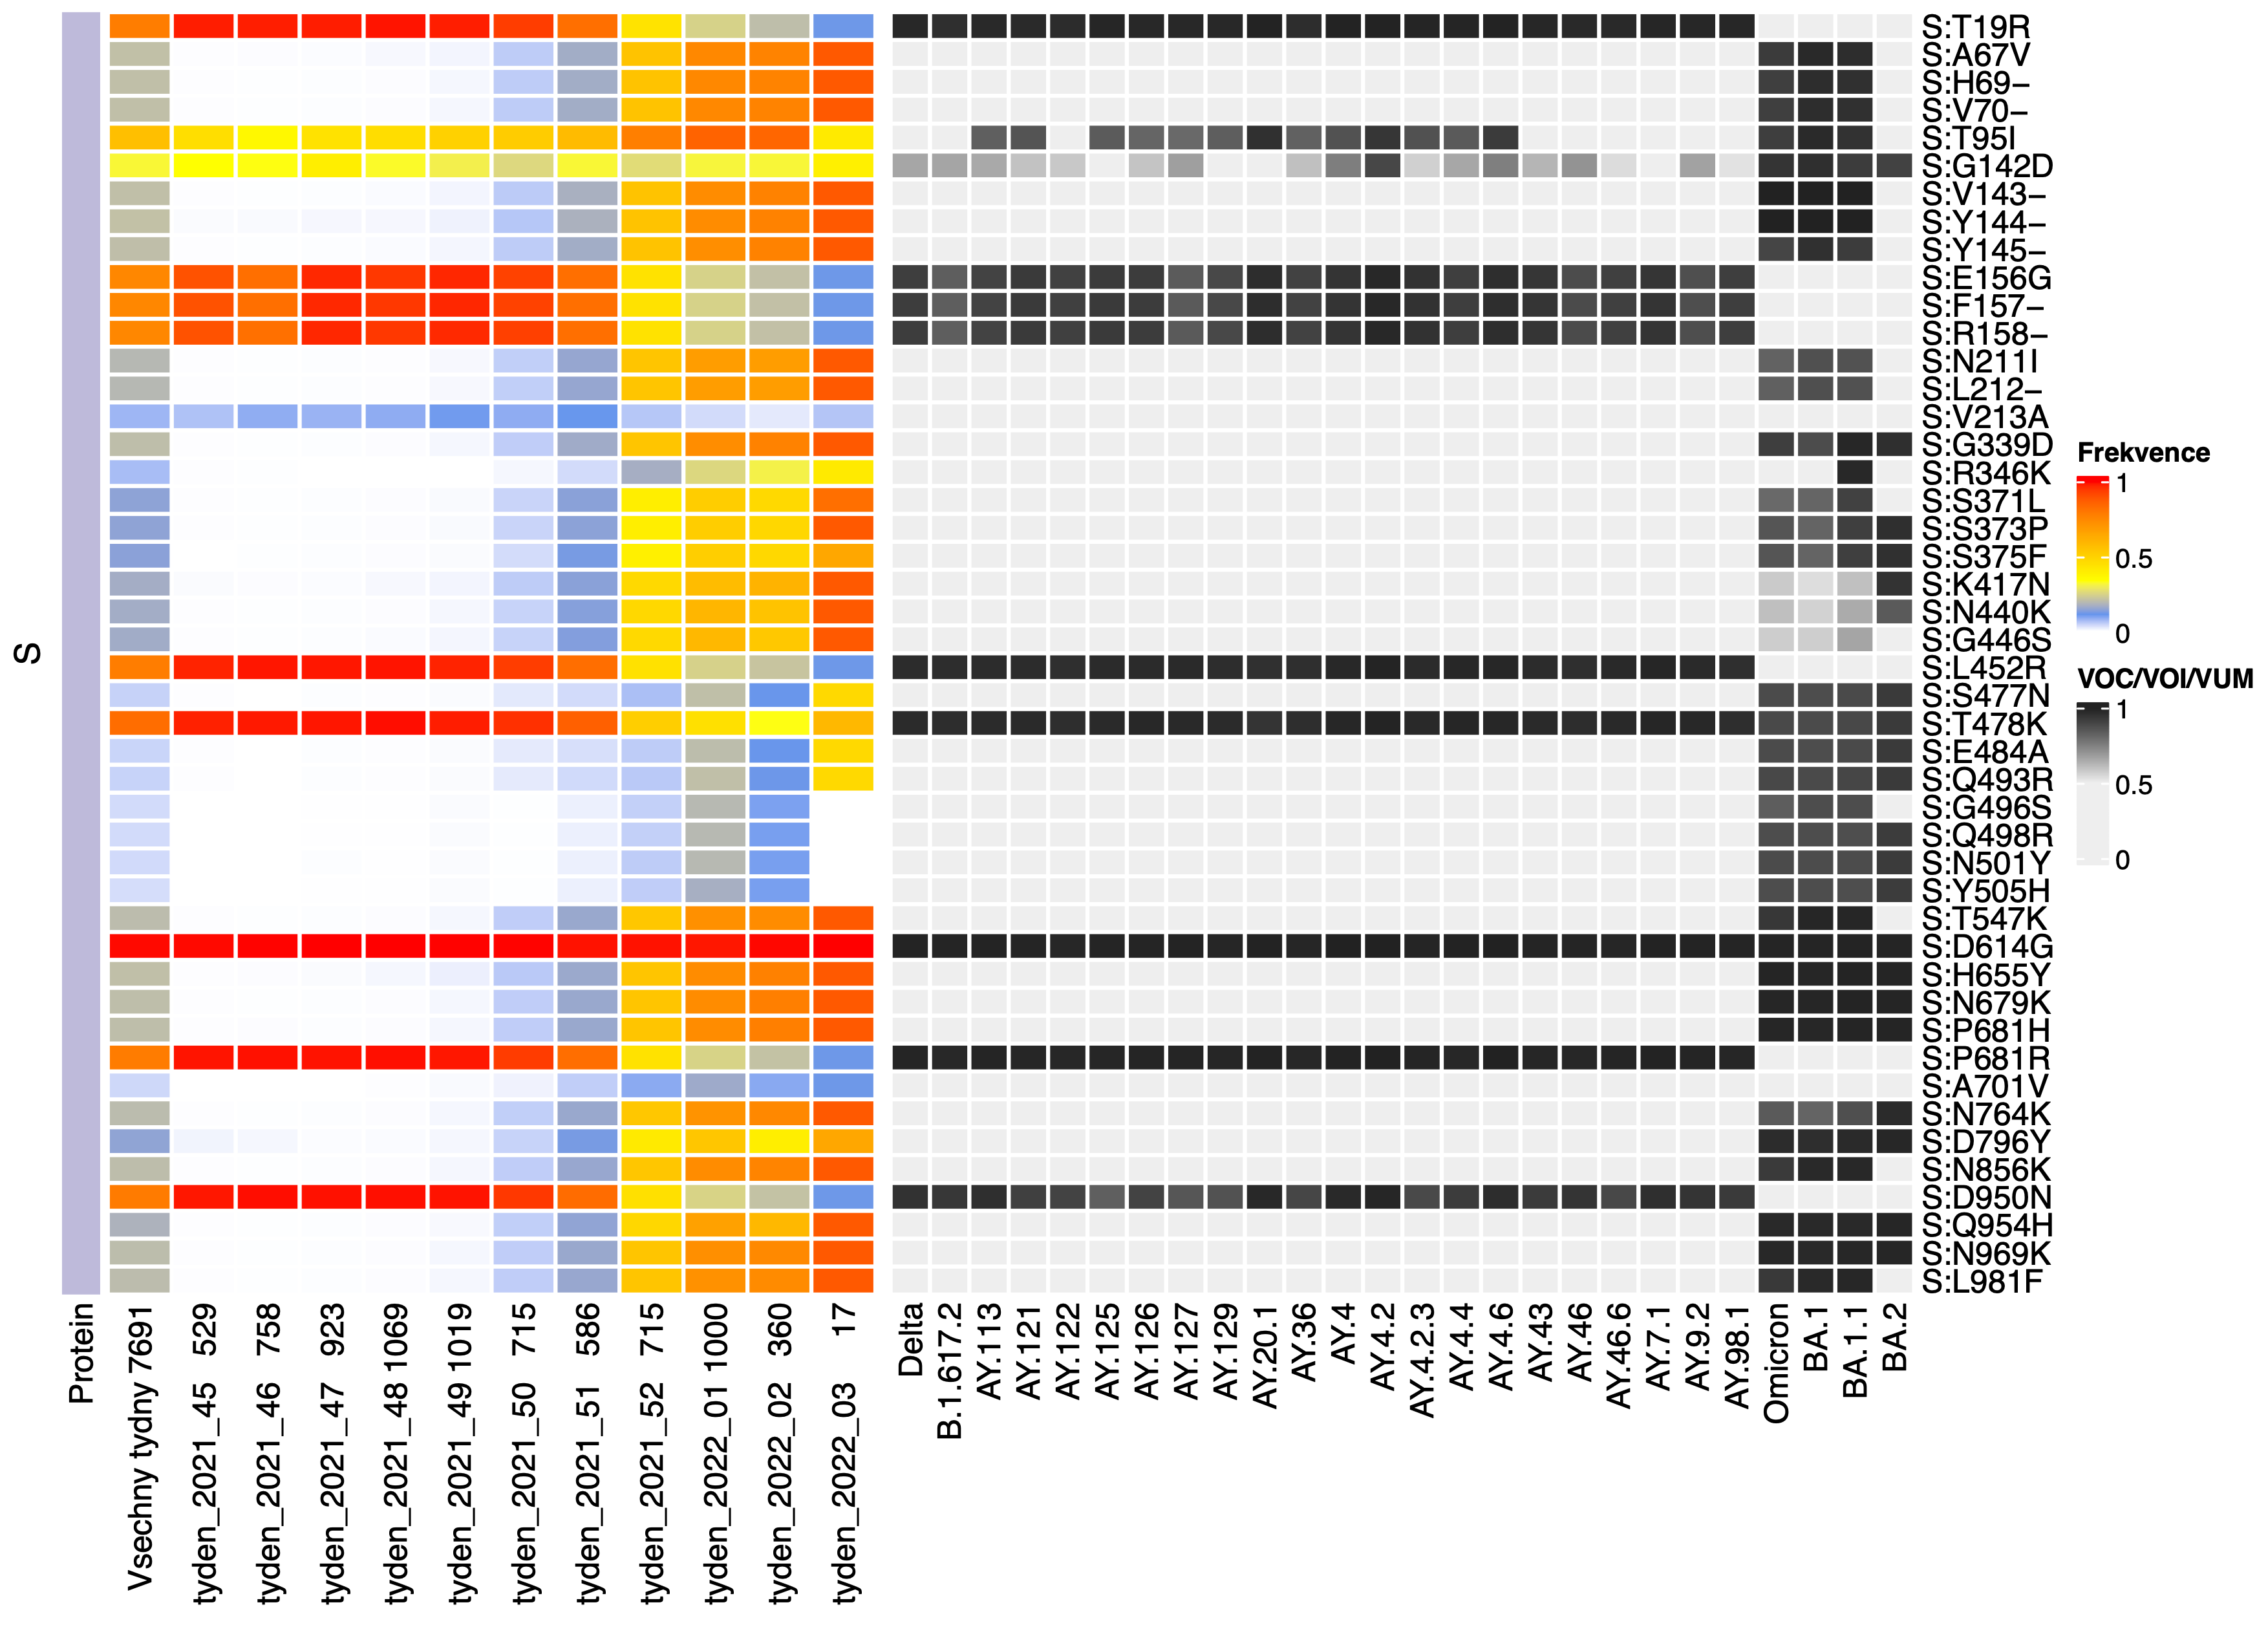 S
S:T19R
S:A67V
S:H69−
S:V70−
S:T95I
S:G142D
S:V143−
S:Y144−
S:Y145−
S:E156G
S:F157−
S:R158−
S:N211I
S:L212−
S:V213A
S:G339D
S:R346K
S:S371L
S:S373P
S:S375F
S:K417N
S:N440K
S:G446S
S:L452R
S:S477N
S:T478K
S:E484A
S:Q493R
S:G496S
S:Q498R
S:N501Y
S:Y505H
S:T547K
S:D614G
S:H655Y
S:N679K
S:P681H
S:P681R
S:A701V
S:N764K
S:D796Y
S:N856K
S:D950N
S:Q954H
S:N969K
S:L981F
Frekvence
1
0.5
0
VOC/VOI/VUM
1
0.5
0
Protein
Vsechny tydny 7691
tyden_2021_45 529
tyden_2021_46 758
tyden_2021_47 923
tyden_2021_48 1069
tyden_2021_49 1019
tyden_2021_50 715
tyden_2021_51 586
tyden_2021_52 715
tyden_2022_01 1000
tyden_2022_02 360
tyden_2022_03 17
Delta
B.1.617.2
AY.113
AY.121
AY.122
AY.125
AY.126
AY.127
AY.129
AY.20.1
AY.36
AY.4
AY.4.2
AY.4.2.3
AY.4.4
AY.4.6
AY.43
AY.46
AY.46.6
AY.7.1
AY.9.2
AY.98.1
Omicron
BA.1
BA.1.1
BA.2